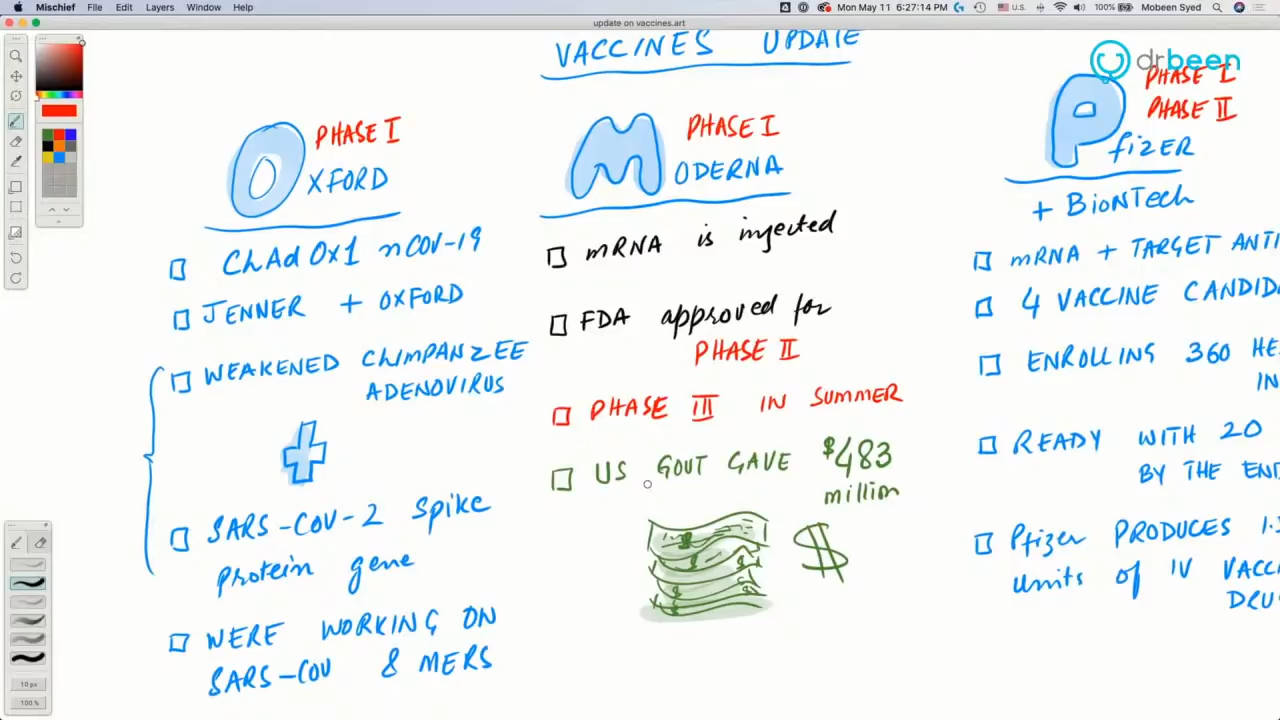 Mischief File Edit Layers Window Help
Mon May 11 6:27:14 PM U.S. 100% Mobeen Syed
update on vaccines.art
drbeen
VACCINES UPDATE
PHASE I
OXFORD
ChAdOx1 nCOV-19
JENNER + OXFORD
WEAKENED CHIMPANZEE
ADENOVIRUS
SARS-COV-2 Spike
Protein gene
WERE WORKING ON
SARS-COV & MERS
PHASE I
MODERNA
mRNA is injected
FDA approved for
PHASE II
PHASE III IN SUMMER
US GOVT GAVE $483
million
$
PHASE I
PHASE II
PfizER
+ BioNTech
mRNA + TARGET ANTI
4 VACCINE CANDIDA
ENROLLING 360 HE
IN
READY WITH 20
BY THE END
Pfizer PRODUCES 1.
units of IV VACC
DRU
10 px
100 %